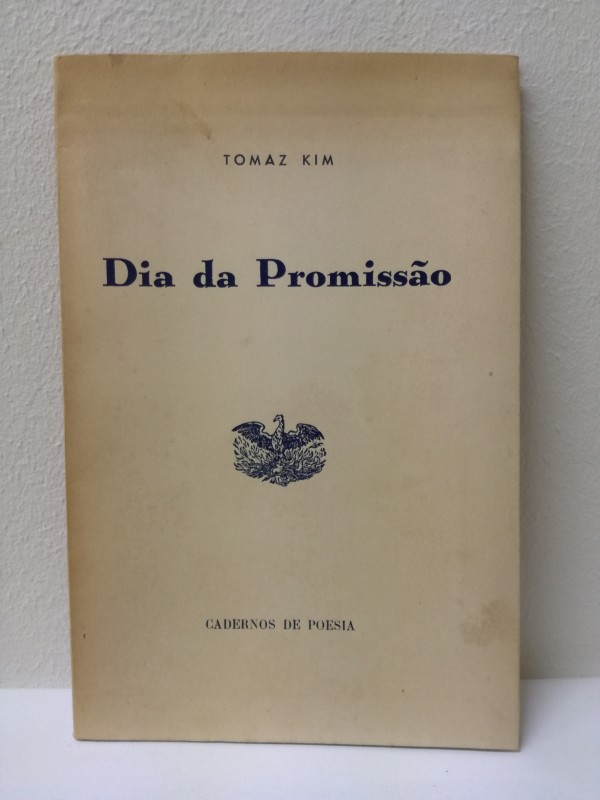 TOMAZ KIM
Dia da Promissão
CADERNOS DE POESIA